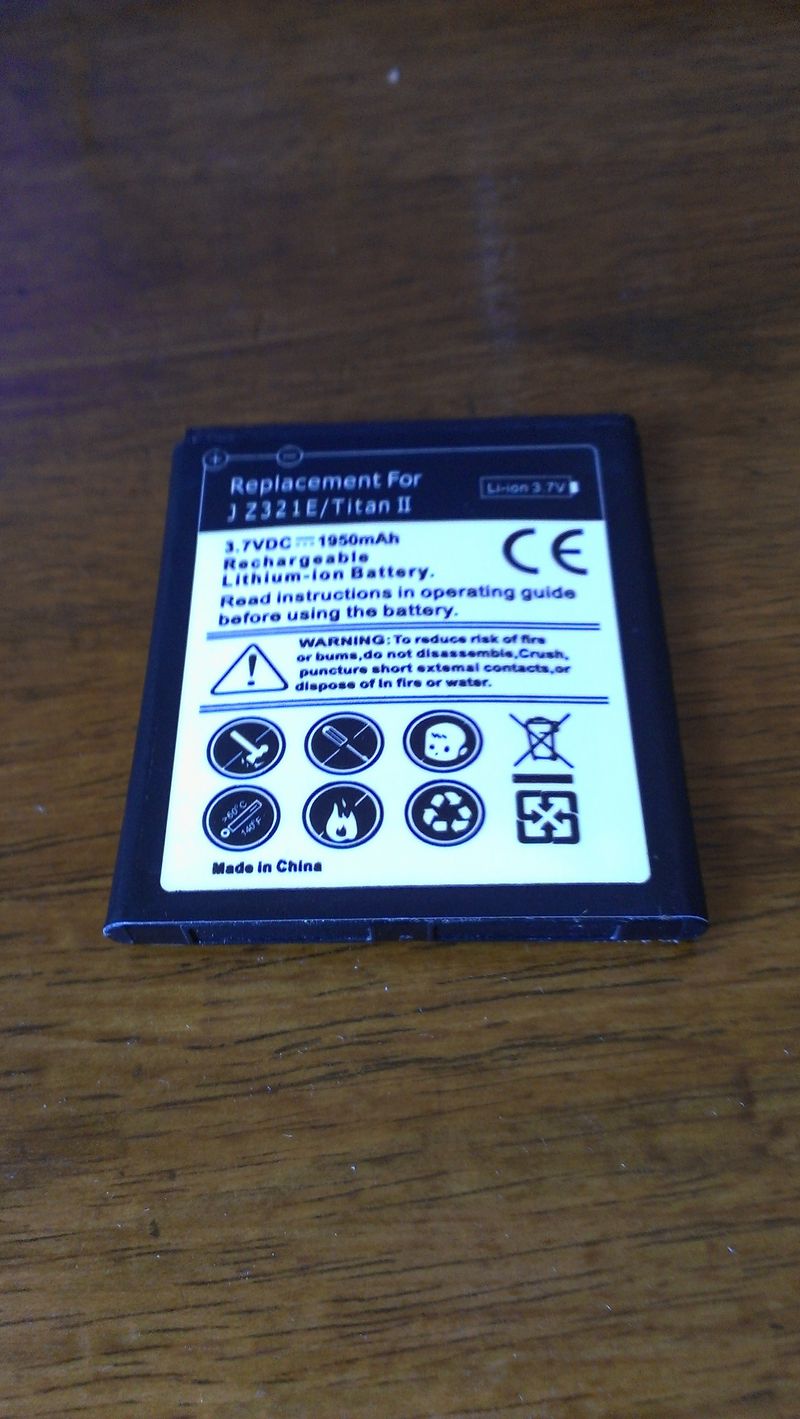 + −
Replacement For
J Z321E/Titan II
Li-ion 3.7V
3.7VDC 1950mAh
CE
Rechargeable
Lithium-ion Battery.
Read instructions in operating guide
before using the battery.
WARNING: To reduce risk of fire
or bums,do not disassemble,Crush,
puncture short extemal contacts,or
dispose of In fire or water.
>60°C
140°F
Made in China